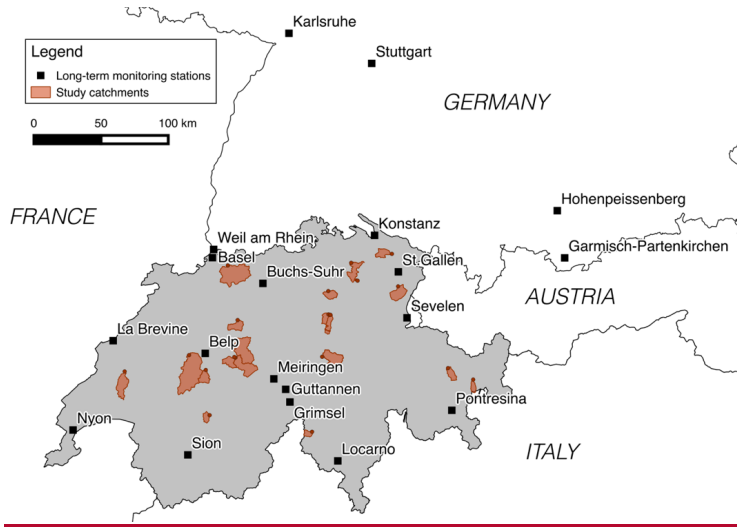 Karlsruhe
Legend
Long-term monitoring stations
Study catchments
Stuttgart
GERMANY
0 50 100 km
Hohenpeissenberg
FRANCE
Konstanz
Weil am Rhein
Basel
Garmisch-Partenkirchen
St.Gallen
Buchs-Suhr
AUSTRIA
Sevelen
La Brevine
Belp
Meiringen
Guttannen
Pontresina
Grimsel
Nyon
Sion
Locarno
ITALY